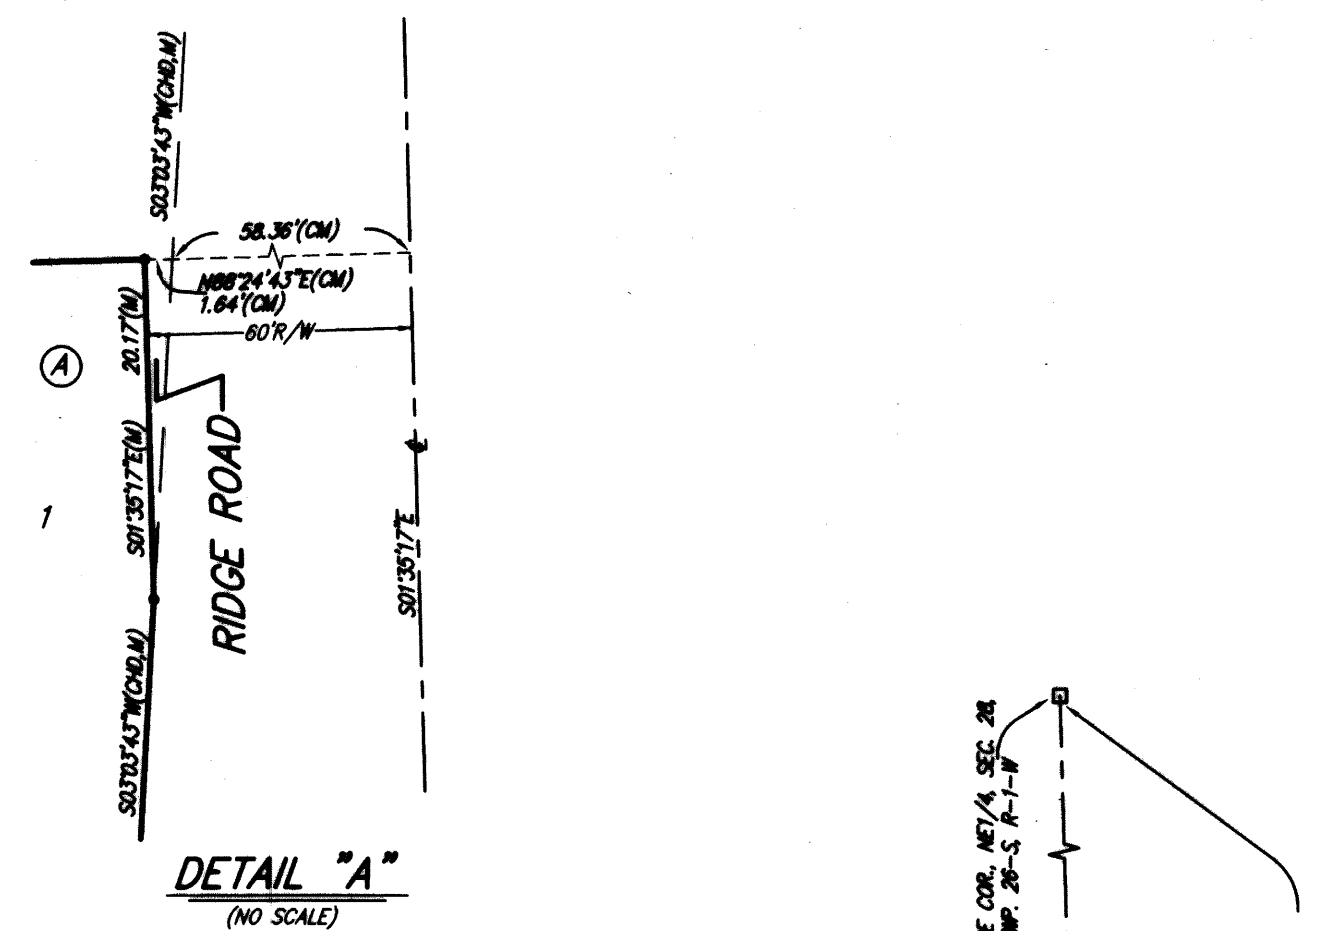 S03°03'43"W(CHD,M)
58.36'(CM)
N88°24'43"E(CM)
1.64'(CM)
60'R/W
20.17'(M)
A
S01°35'17"E(M)
1
RIDGE ROAD
S01°35'17"E
S03°03'43"W(CHD,M)
DETAIL "A"
(NO SCALE)
E COR., NE1/4, SEC. 28,
WP. 26-S, R-1-W